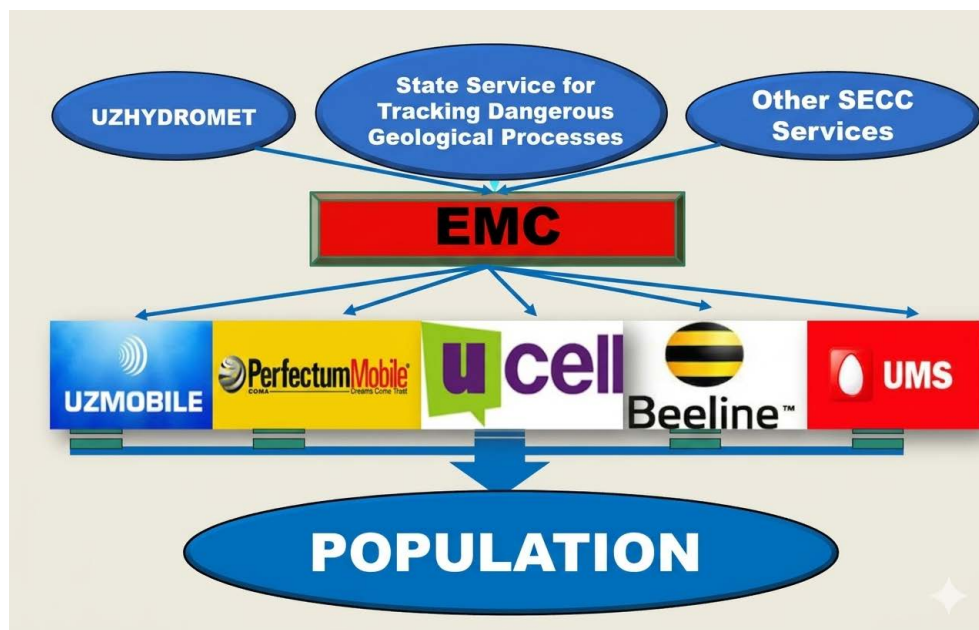 UZHYDROMET
State Service for
Tracking Dangerous
Geological Processes
Other SECC
Services
EMC
UZMOBILE
PerfectumMobile®
CDMA Dreams Come True
ucell
Beeline™
UMS
POPULATION